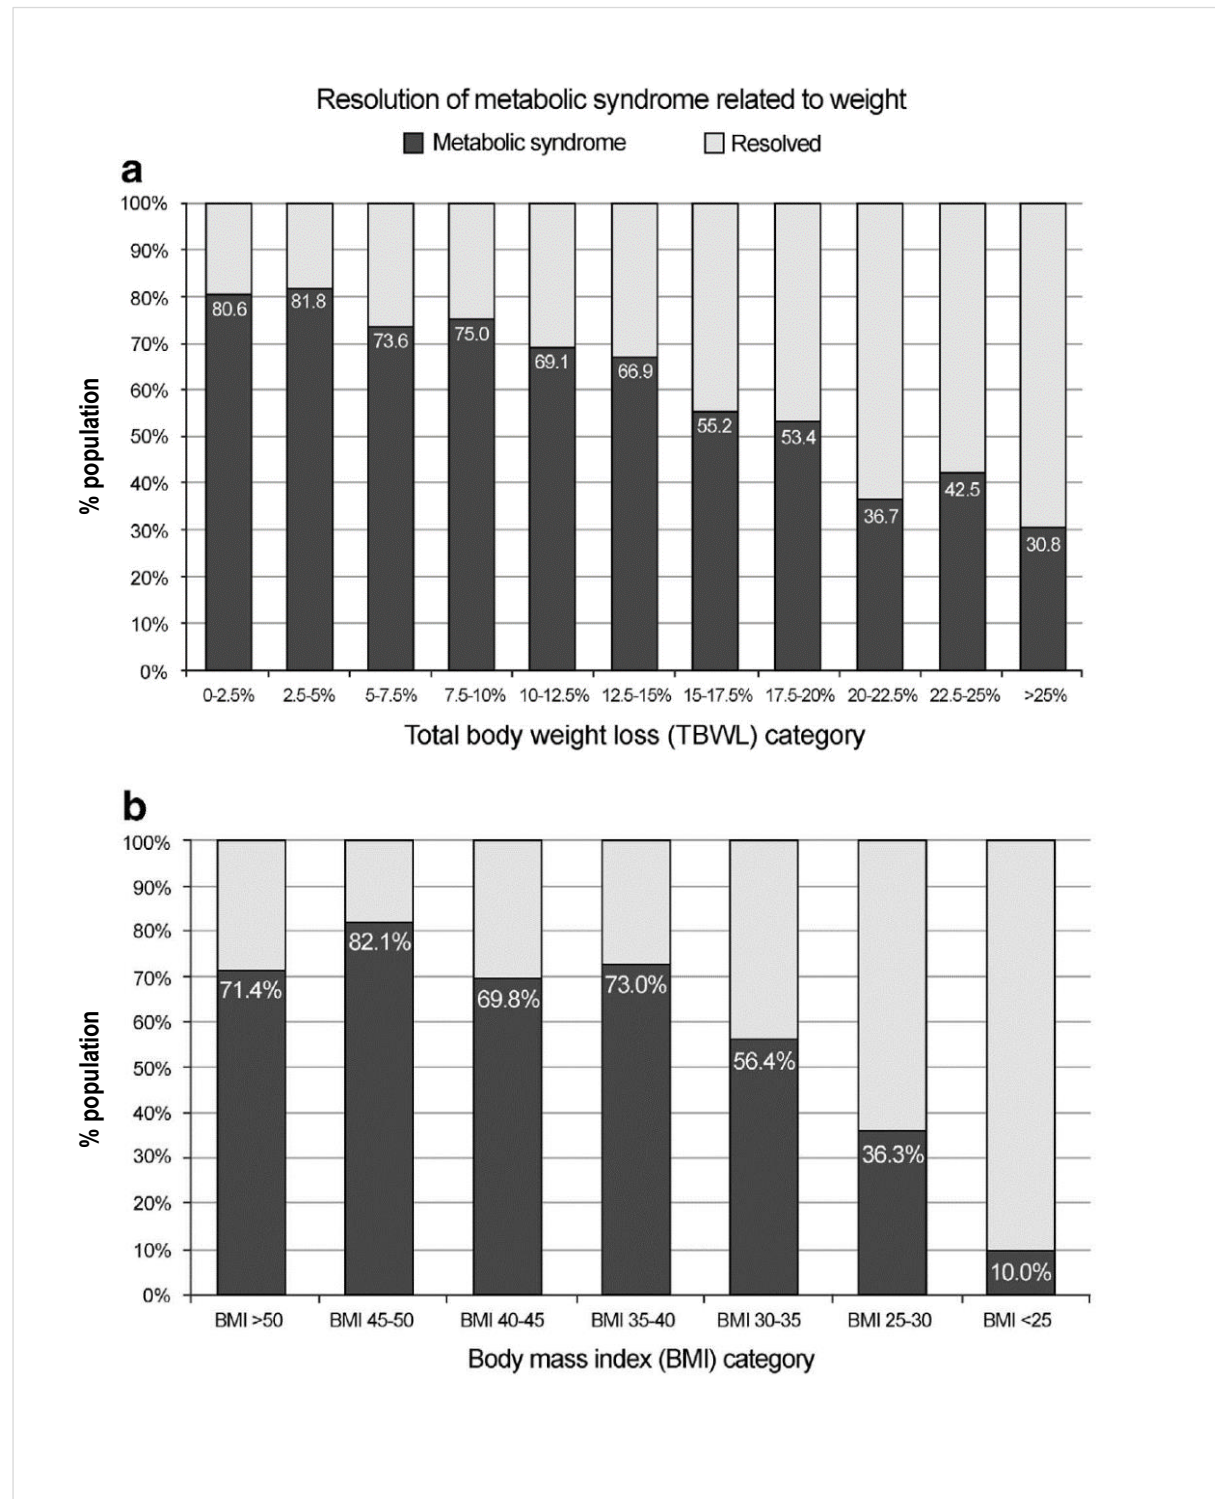 Resolution of metabolic syndrome related to weight
Metabolic syndrome Resolved
a
100%
90%
80%
70%
60%
50%
40%
30%
20%
10%
0%
% population
80.6 81.8 73.6 75.0 69.1 66.9 55.2 53.4 36.7 42.5 30.8
0-2.5% 2.5-5% 5-7.5% 7.5-10% 10-12.5% 12.5-15% 15-17.5% 17.5-20% 20-22.5% 22.5-25% >25%
Total body weight loss (TBWL) category
b
100%
90%
80%
70%
60%
50%
40%
30%
20%
10%
0%
% population
71.4% 82.1% 69.8% 73.0% 56.4% 36.3% 10.0%
BMI >50 BMI 45-50 BMI 40-45 BMI 35-40 BMI 30-35 BMI 25-30 BMI <25
Body mass index (BMI) category